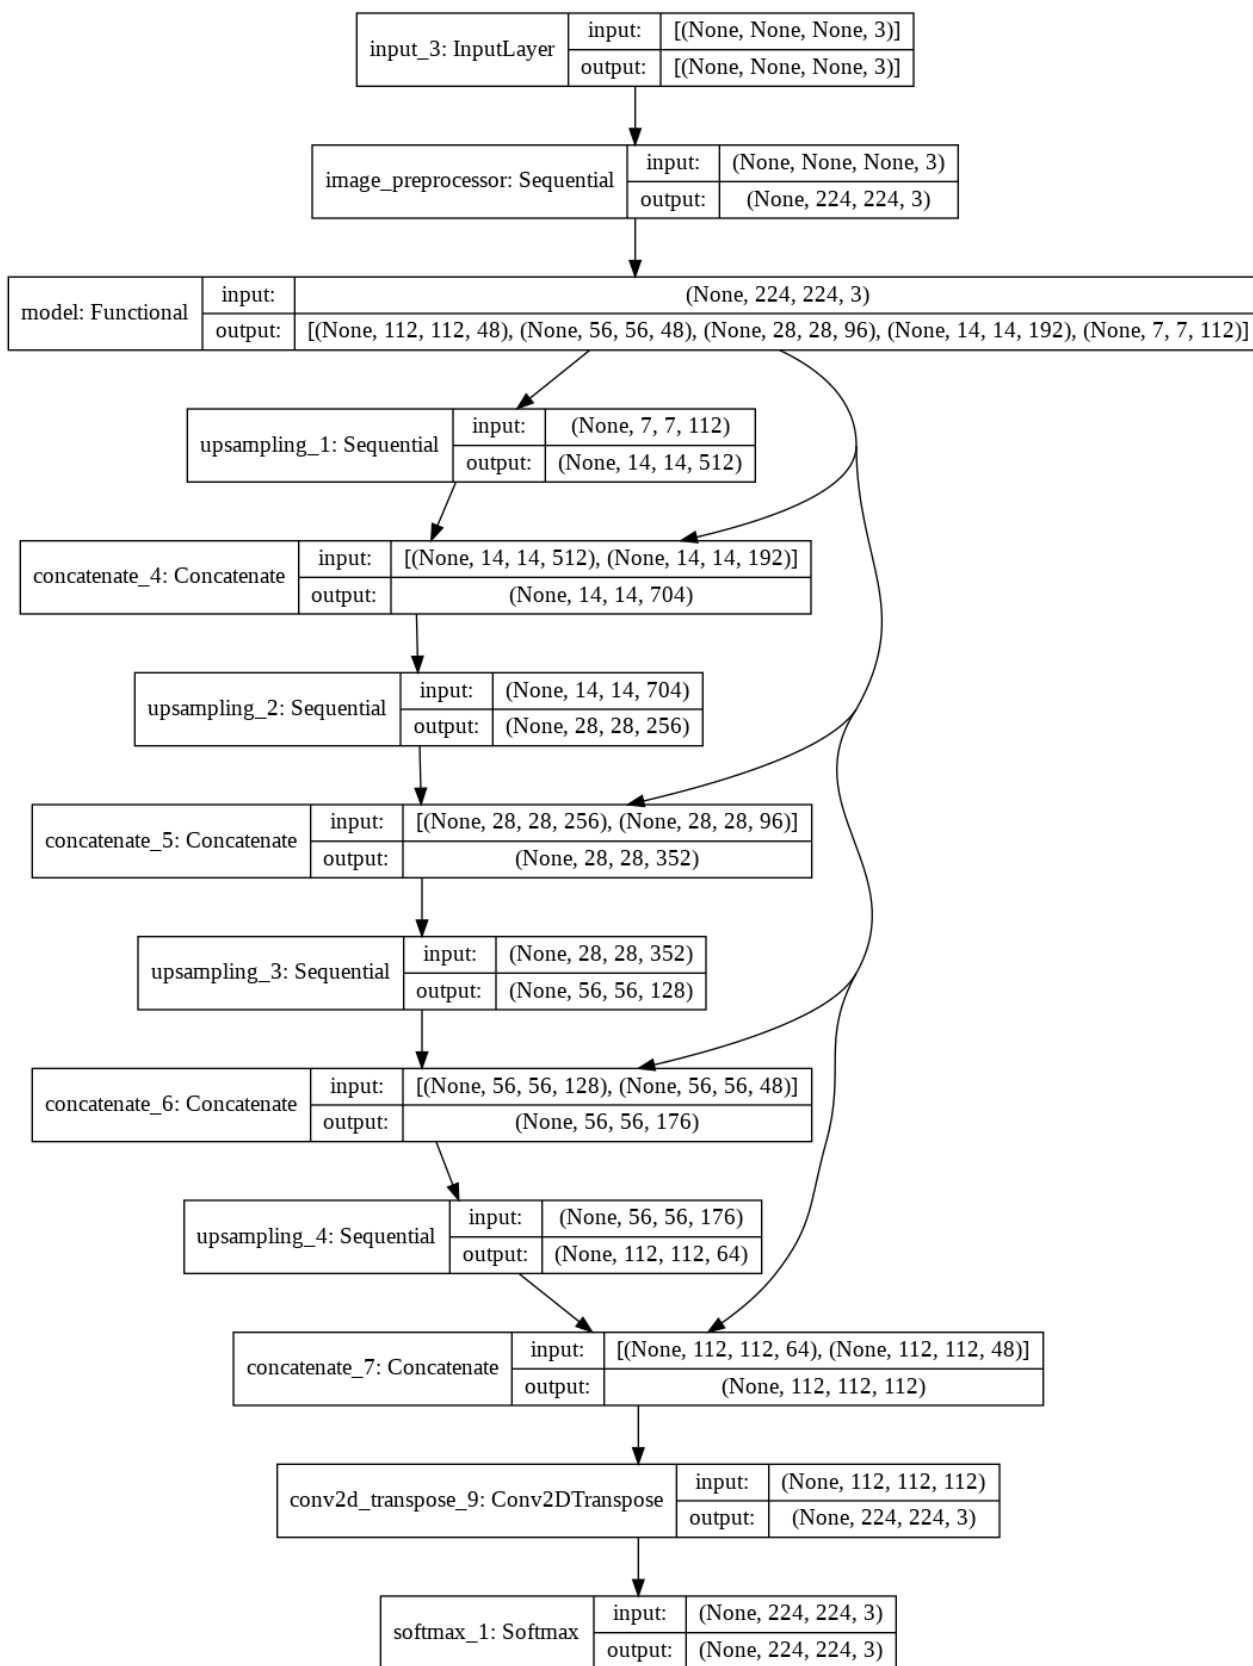 input_3: InputLayer
input: [(None, None, None, 3)]
output: [(None, None, None, 3)]
image_preprocessor: Sequential
input: (None, None, None, 3)
output: (None, 224, 224, 3)
model: Functional
input: (None, 224, 224, 3)
output: [(None, 112, 112, 48), (None, 56, 56, 48), (None, 28, 28, 96), (None, 14, 14, 192), (None, 7, 7, 112)]
upsampling_1: Sequential
input: (None, 7, 7, 112)
output: (None, 14, 14, 512)
concatenate_4: Concatenate
input: [(None, 14, 14, 512), (None, 14, 14, 192)]
output: (None, 14, 14, 704)
upsampling_2: Sequential
input: (None, 14, 14, 704)
output: (None, 28, 28, 256)
concatenate_5: Concatenate
input: [(None, 28, 28, 256), (None, 28, 28, 96)]
output: (None, 28, 28, 352)
upsampling_3: Sequential
input: (None, 28, 28, 352)
output: (None, 56, 56, 128)
concatenate_6: Concatenate
input: [(None, 56, 56, 128), (None, 56, 56, 48)]
output: (None, 56, 56, 176)
upsampling_4: Sequential
input: (None, 56, 56, 176)
output: (None, 112, 112, 64)
concatenate_7: Concatenate
input: [(None, 112, 112, 64), (None, 112, 112, 48)]
output: (None, 112, 112, 112)
conv2d_transpose_9: Conv2DTranspose
input: (None, 112, 112, 112)
output: (None, 224, 224, 3)
softmax_1: Softmax
input: (None, 224, 224, 3)
output: (None, 224, 224, 3)